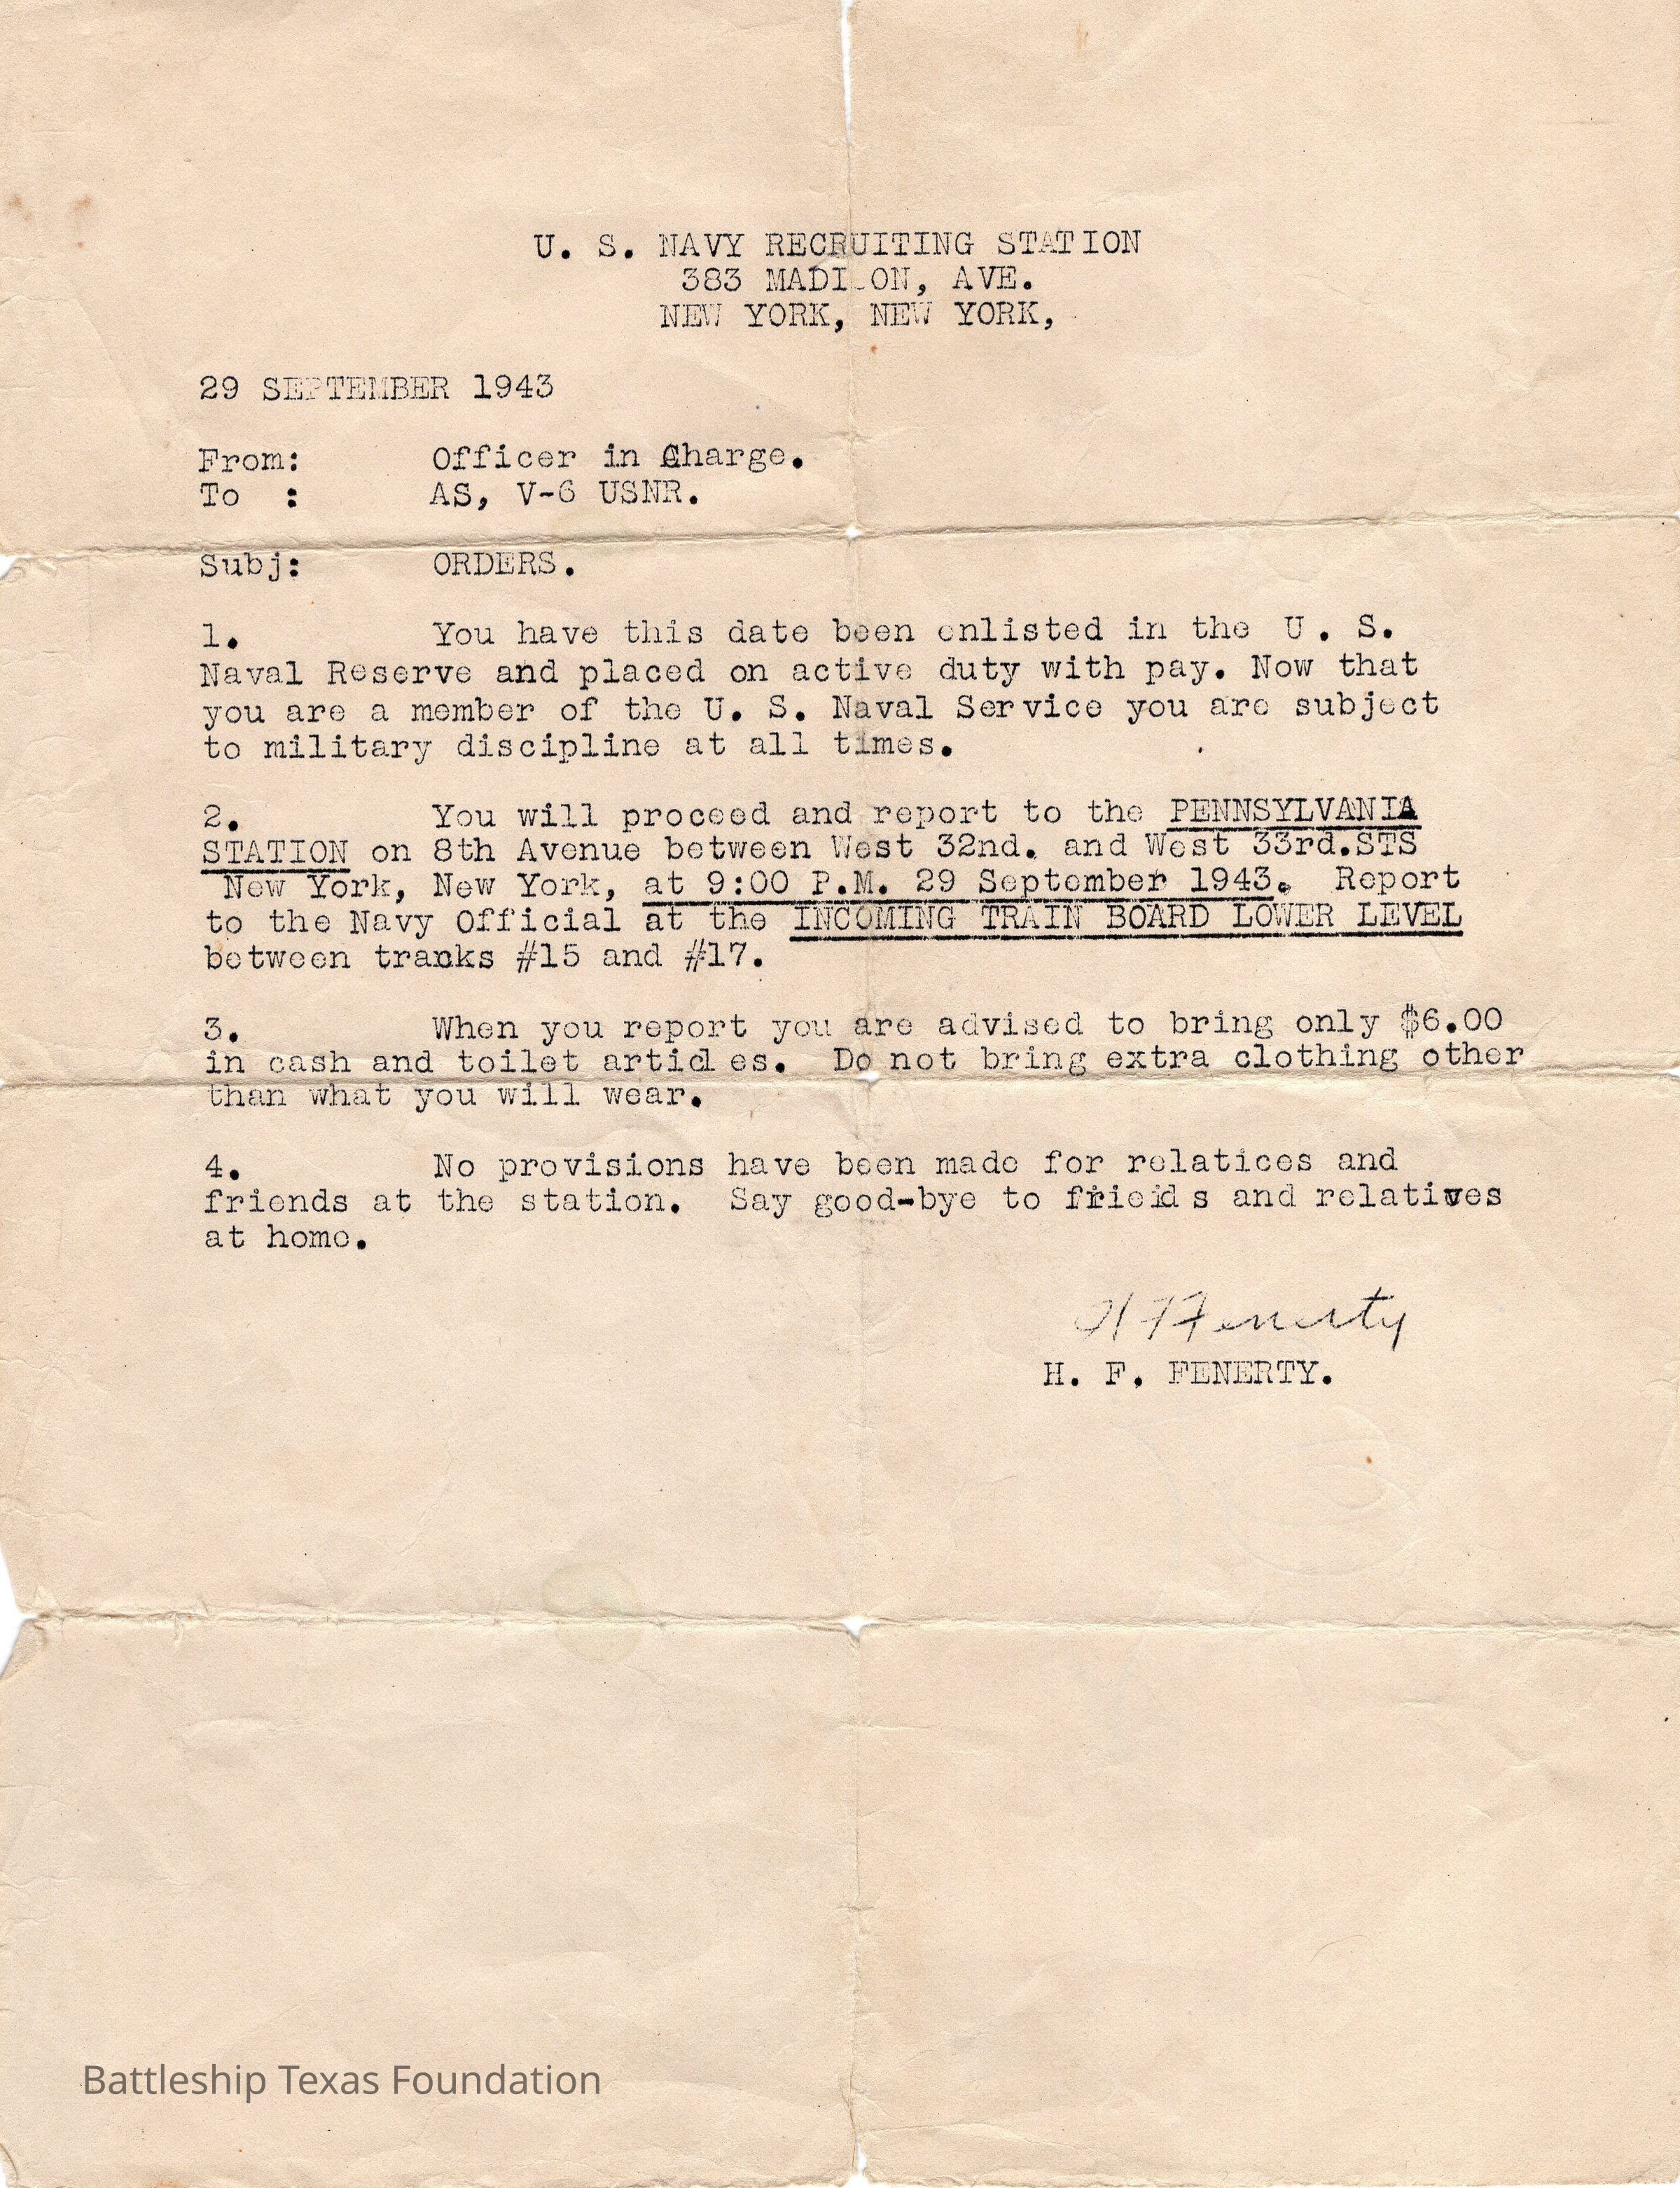 U. S. NAVY RECRUITING STATION
383 MADISON, AVE.
NEW YORK, NEW YORK,
29 SEPTEMBER 1943
From: Officer in Charge.
To : AS, V-6 USNR.
Subj: ORDERS.
1. You have this date been enlisted in the U. S.
Naval Reserve and placed on active duty with pay. Now that
you are a member of the U. S. Naval Service you are subject
to military discipline at all times.
2. You will proceed and report to the PENNSYLVANIA
STATION on 8th Avenue between West 32nd. and West 33rd.STS
New York, New York, at 9:00 P.M. 29 September 1943. Report
to the Navy Official at the INCOMING TRAIN BOARD LOWER LEVEL
between tracks #15 and #17.
3. When you report you are advised to bring only $6.00
in cash and toilet articles. Do not bring extra clothing other
than what you will wear.
4. No provisions have been made for relatices and
friends at the station. Say good-bye to frieids and relatives
at home.
H F Fenerty
H. F. FENERTY.
Battleship Texas Foundation